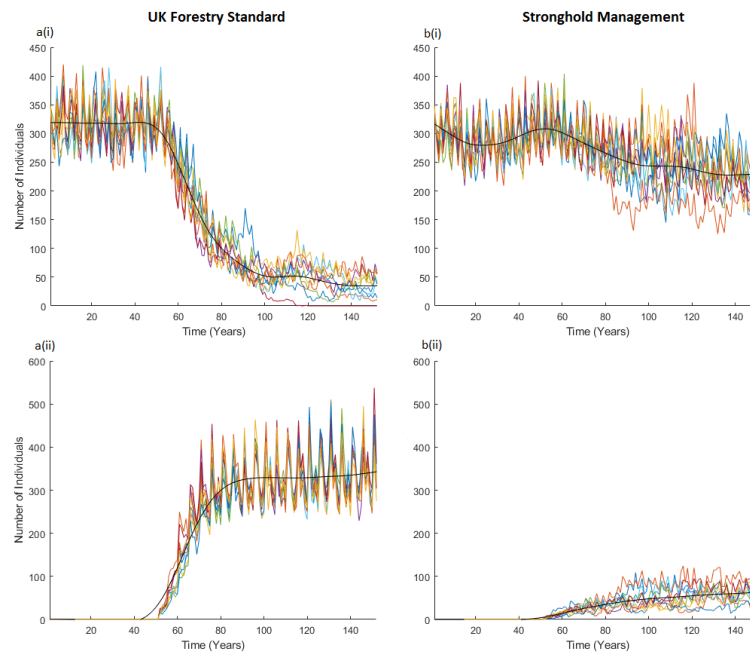 UK Forestry Standard
Stronghold Management
a(i)
450
400
350
300
250
200
150
100
50
0
Number of Individuals
20 40 60 80 100 120 140
Time (Years)
b(i)
450
400
350
300
250
200
150
100
50
0
20 40 60 80 100 120 140
Time (Years)
a(ii)
600
500
400
300
200
100
0
Number of Individuals
20 40 60 80 100 120 140
Time (Years)
b(ii)
600
500
400
300
200
100
0
20 40 60 80 100 120 140
Time (Years)